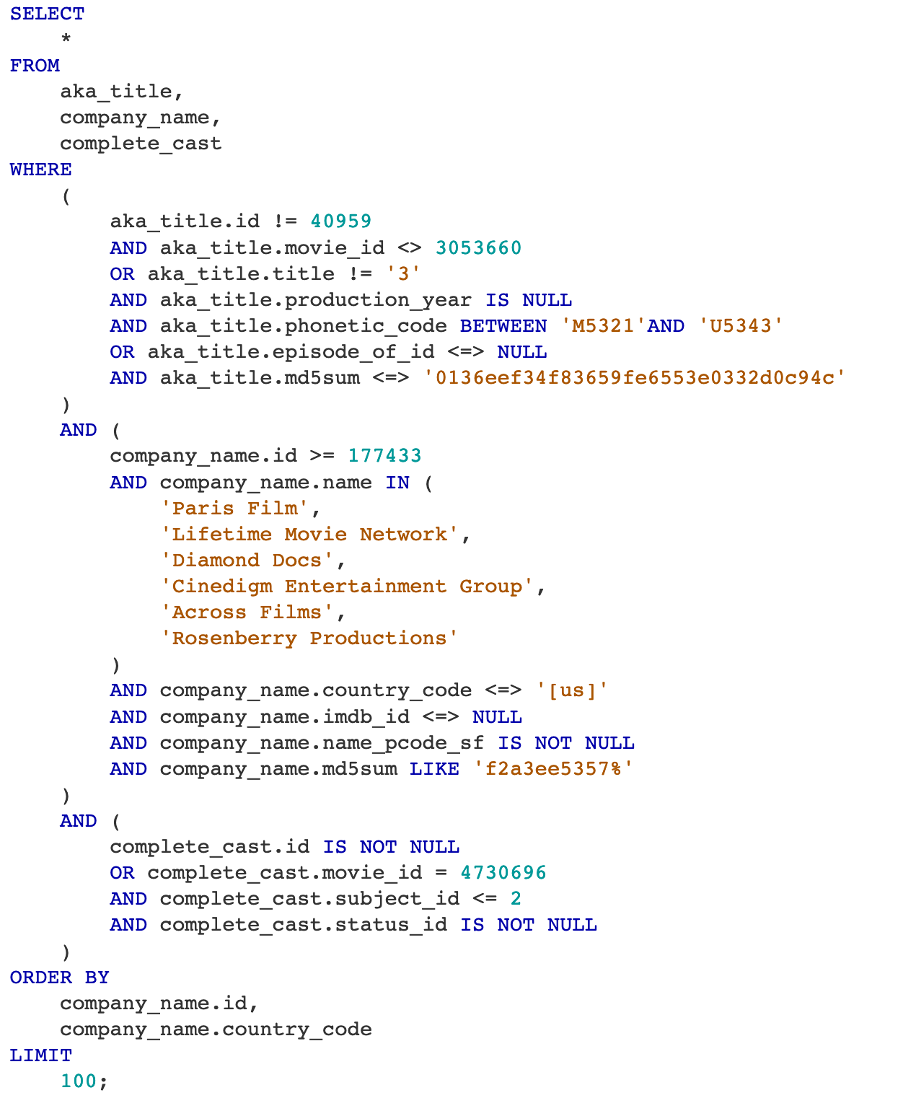 SELECT
    *
FROM
    aka_title,
    company_name,
    complete_cast
WHERE
    (
        aka_title.id != 40959
        AND aka_title.movie_id <> 3053660
        OR aka_title.title != '3'
        AND aka_title.production_year IS NULL
        AND aka_title.phonetic_code BETWEEN 'M5321'AND 'U5343'
        OR aka_title.episode_of_id <=> NULL
        AND aka_title.md5sum <=> '0136eef34f83659fe6553e0332d0c94c'
    )
    AND (
        company_name.id >= 177433
        AND company_name.name IN (
            'Paris Film',
            'Lifetime Movie Network',
            'Diamond Docs',
            'Cinedigm Entertainment Group',
            'Across Films',
            'Rosenberry Productions'
        )
        AND company_name.country_code <=> '[us]'
        AND company_name.imdb_id <=> NULL
        AND company_name.name_pcode_sf IS NOT NULL
        AND company_name.md5sum LIKE 'f2a3ee5357%'
    )
    AND (
        complete_cast.id IS NOT NULL
        OR complete_cast.movie_id = 4730696
        AND complete_cast.subject_id <= 2
        AND complete_cast.status_id IS NOT NULL
    )
ORDER BY
    company_name.id,
    company_name.country_code
LIMIT
    100;